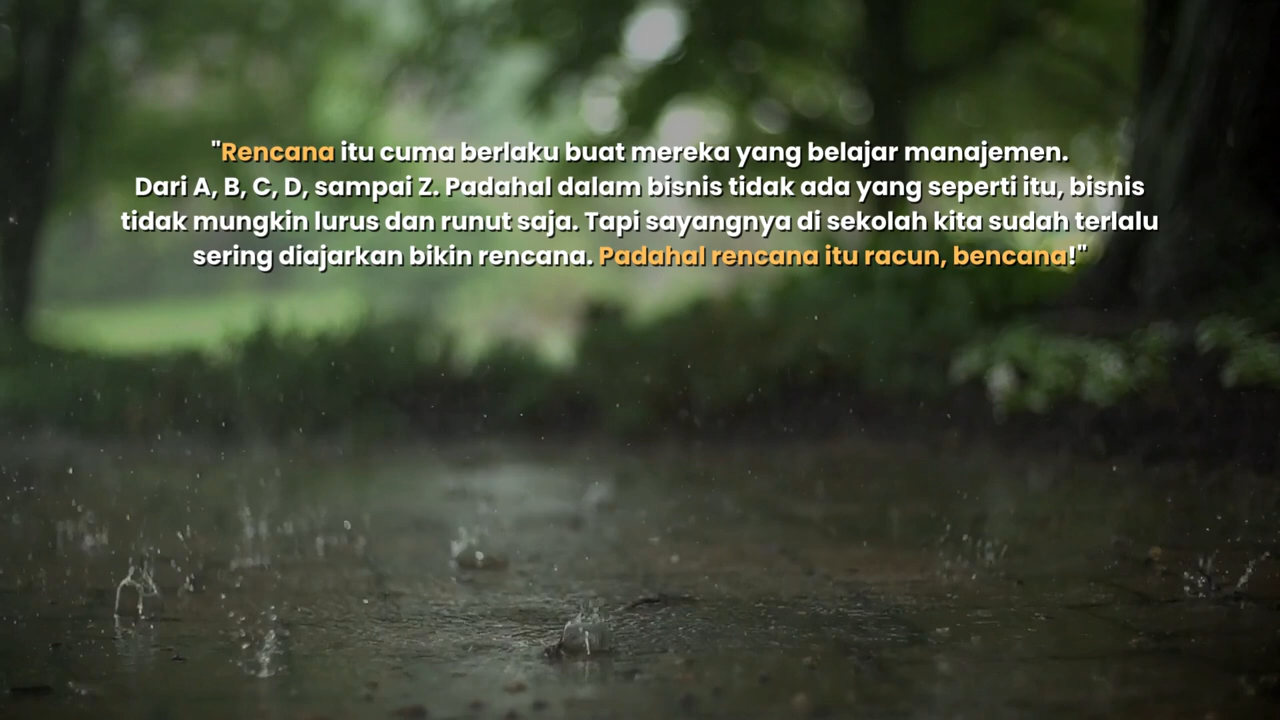 "Rencana itu cuma berlaku buat mereka yang belajar manajemen.
Dari A, B, C, D, sampai Z. Padahal dalam bisnis tidak ada yang seperti itu, bisnis
tidak mungkin lurus dan runut saja. Tapi sayangnya di sekolah kita sudah terlalu
sering diajarkan bikin rencana. Padahal rencana itu racun, bencana!"